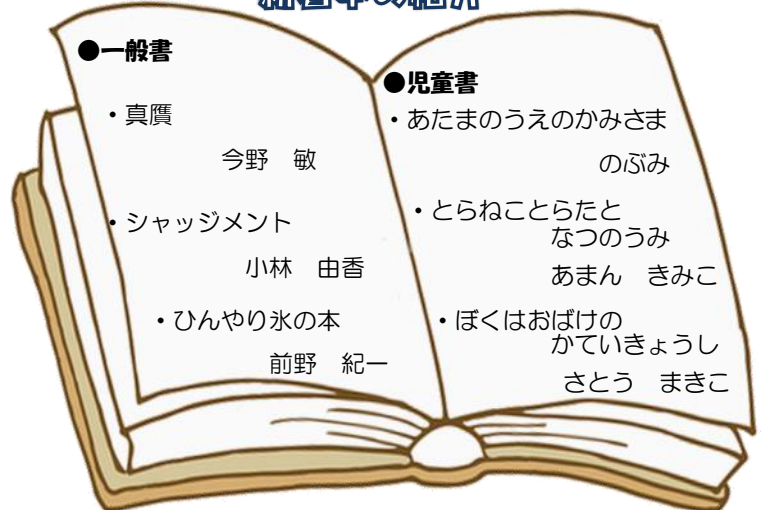 ●一般書
・真贋
今野 敏
・シャッジメント
小林 由香
・ひんやり氷の本
前野 紀一
●児童書
・あたまのうえのかみさま
のぶみ
・とらねことらたと
なつのうみ
あまん きみこ
・ぼくはおばけの
かていきょうし
さとう まきこ